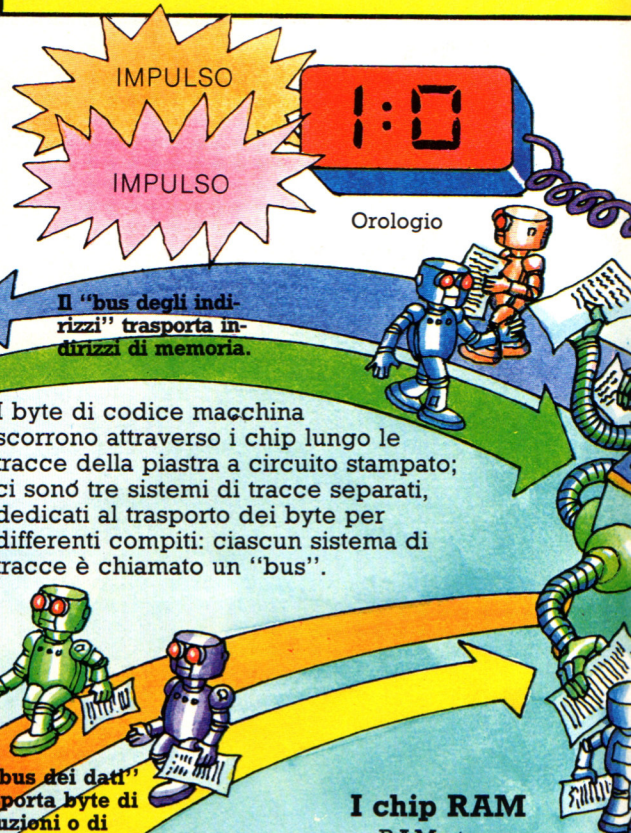 IMPULSO
IMPULSO
1:0
Orologio
Il “bus degli indi-
rizzi” trasporta in-
dirizzi di memoria.
I byte di codice macchina
scorrono attraverso i chip lungo le
tracce della piastra a circuito stampato;
ci sono tre sistemi di tracce separati,
dedicati al trasporto dei byte per
differenti compiti: ciascun sistema di
tracce è chiamato un “bus”.
bus dei dati”
porta byte di
uzioni o di
I chip RAM
RAM